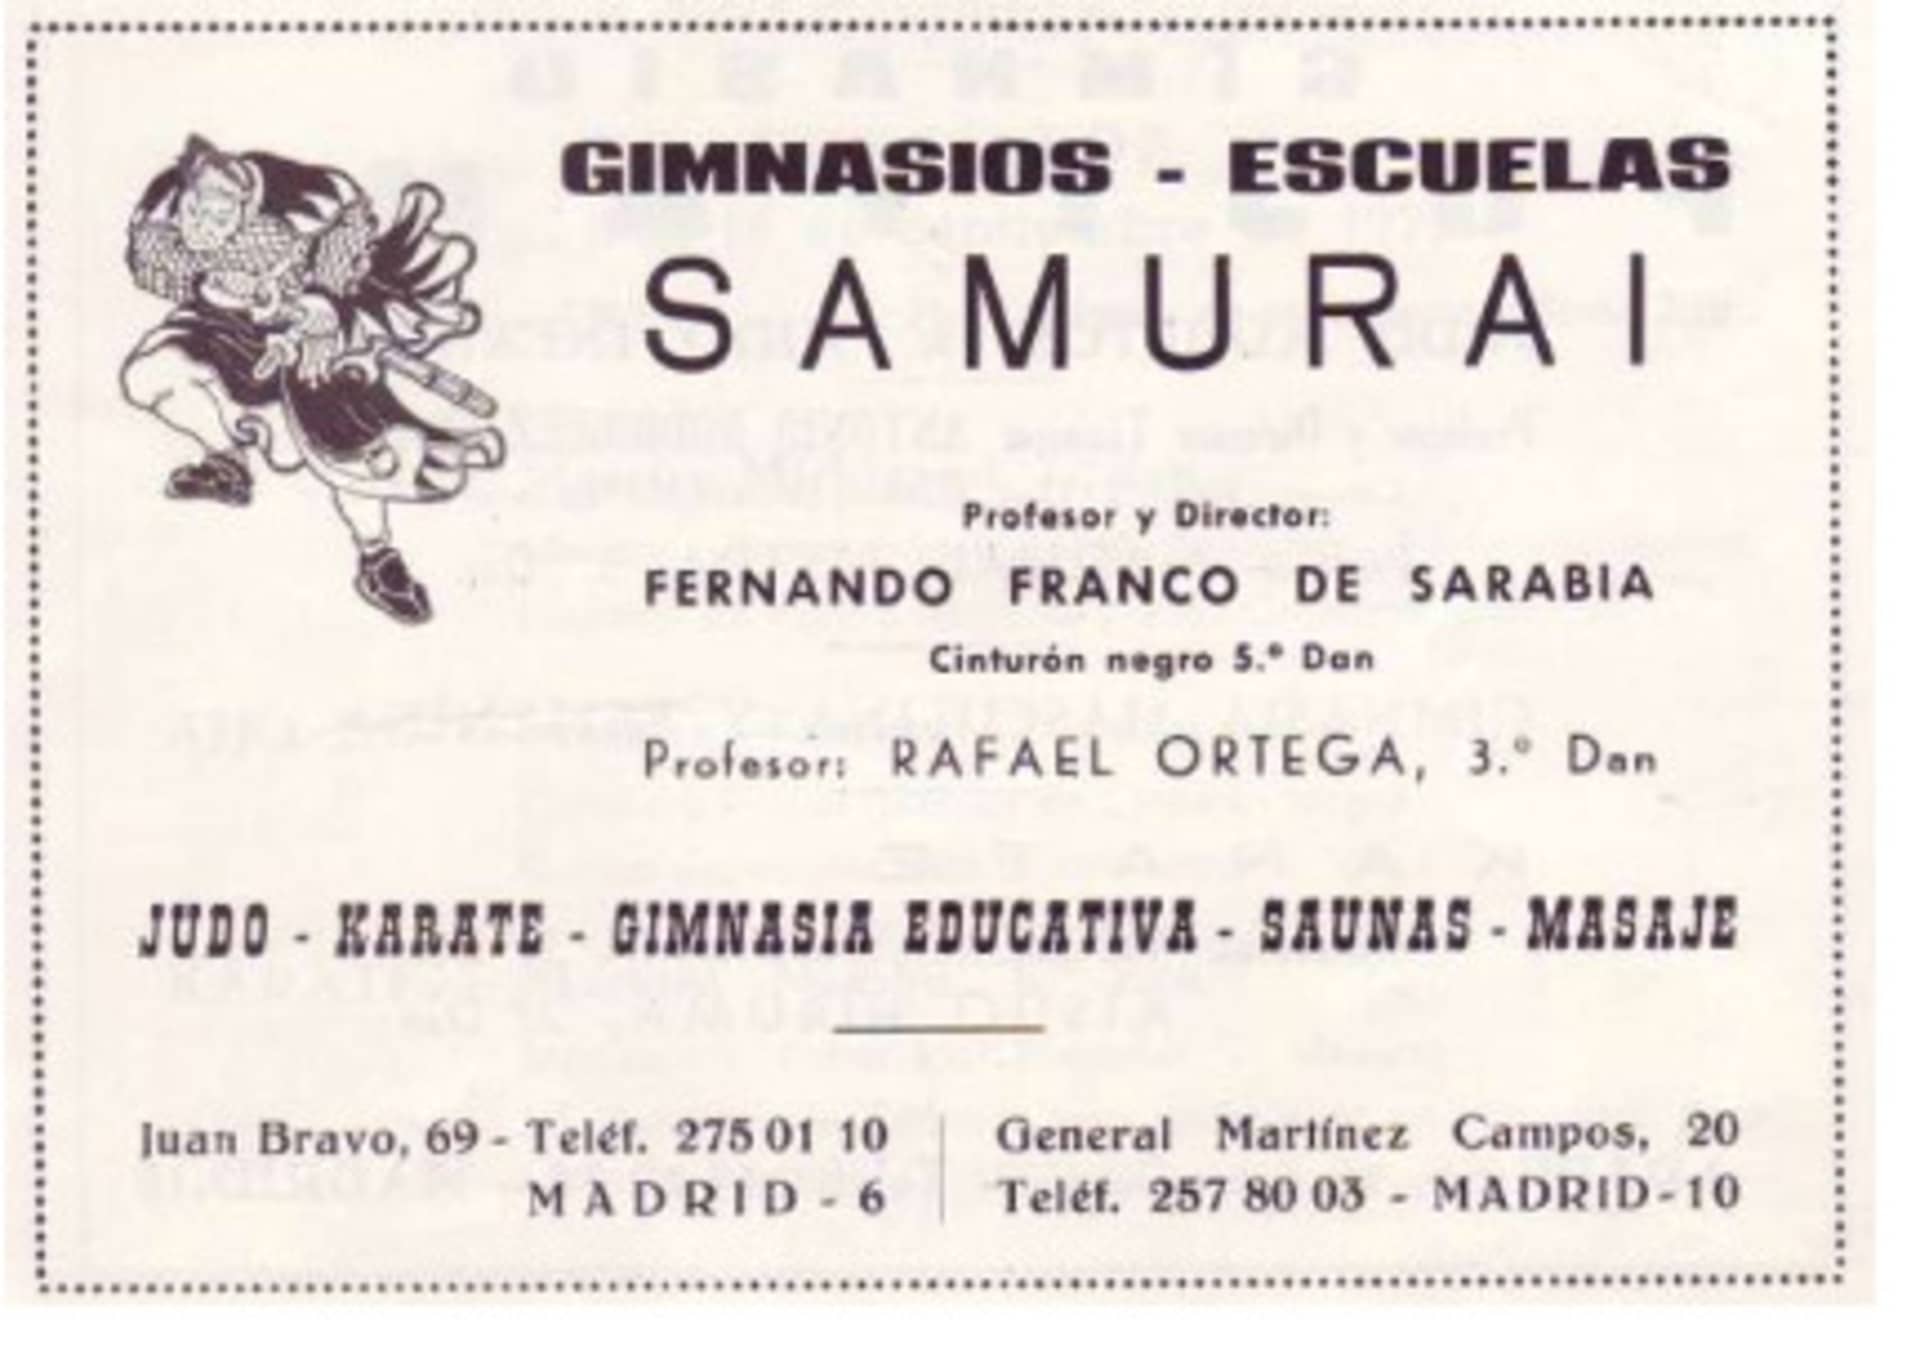 GIMNASIOS - ESCUELAS
SAMURAI
Profesor y Director:
FERNANDO FRANCO DE SARABIA
Cinturón negro 5.º Dan
Profesor: RAFAEL ORTEGA, 3.º Dan
JUDO - KARATE - GIMNASIA EDUCATIVA - SAUNAS - MASAJE
Juan Bravo, 69 - Teléf. 275 01 10
MADRID - 6
General Martínez Campos, 20
Teléf. 257 80 03 - MADRID-10